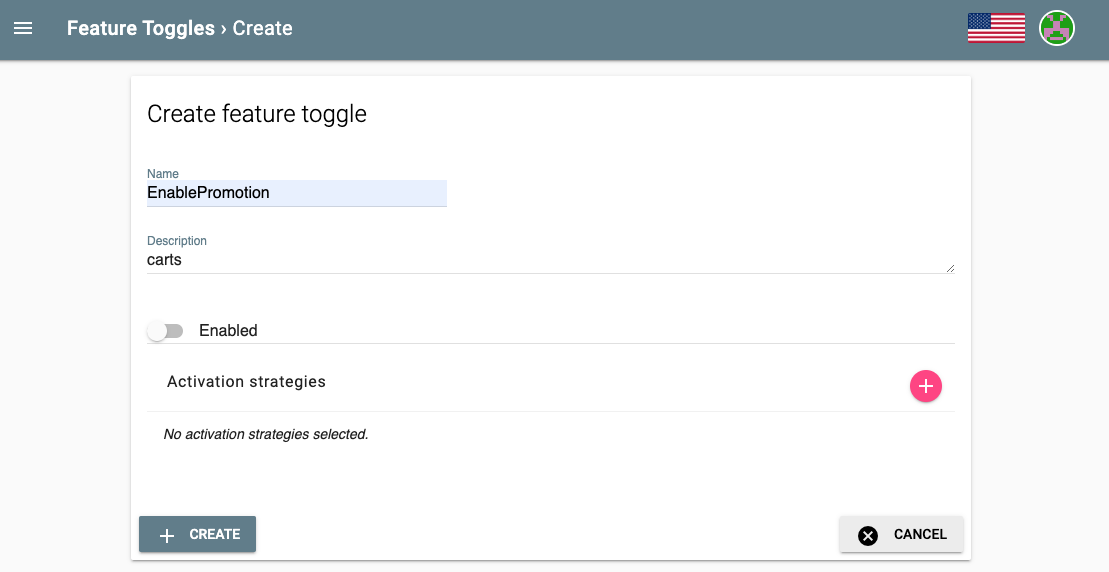 Feature Toggles › Create
Create feature toggle
Name
EnablePromotion
Description
carts
Enabled
Activation strategies
No activation strategies selected.
CREATE
CANCEL